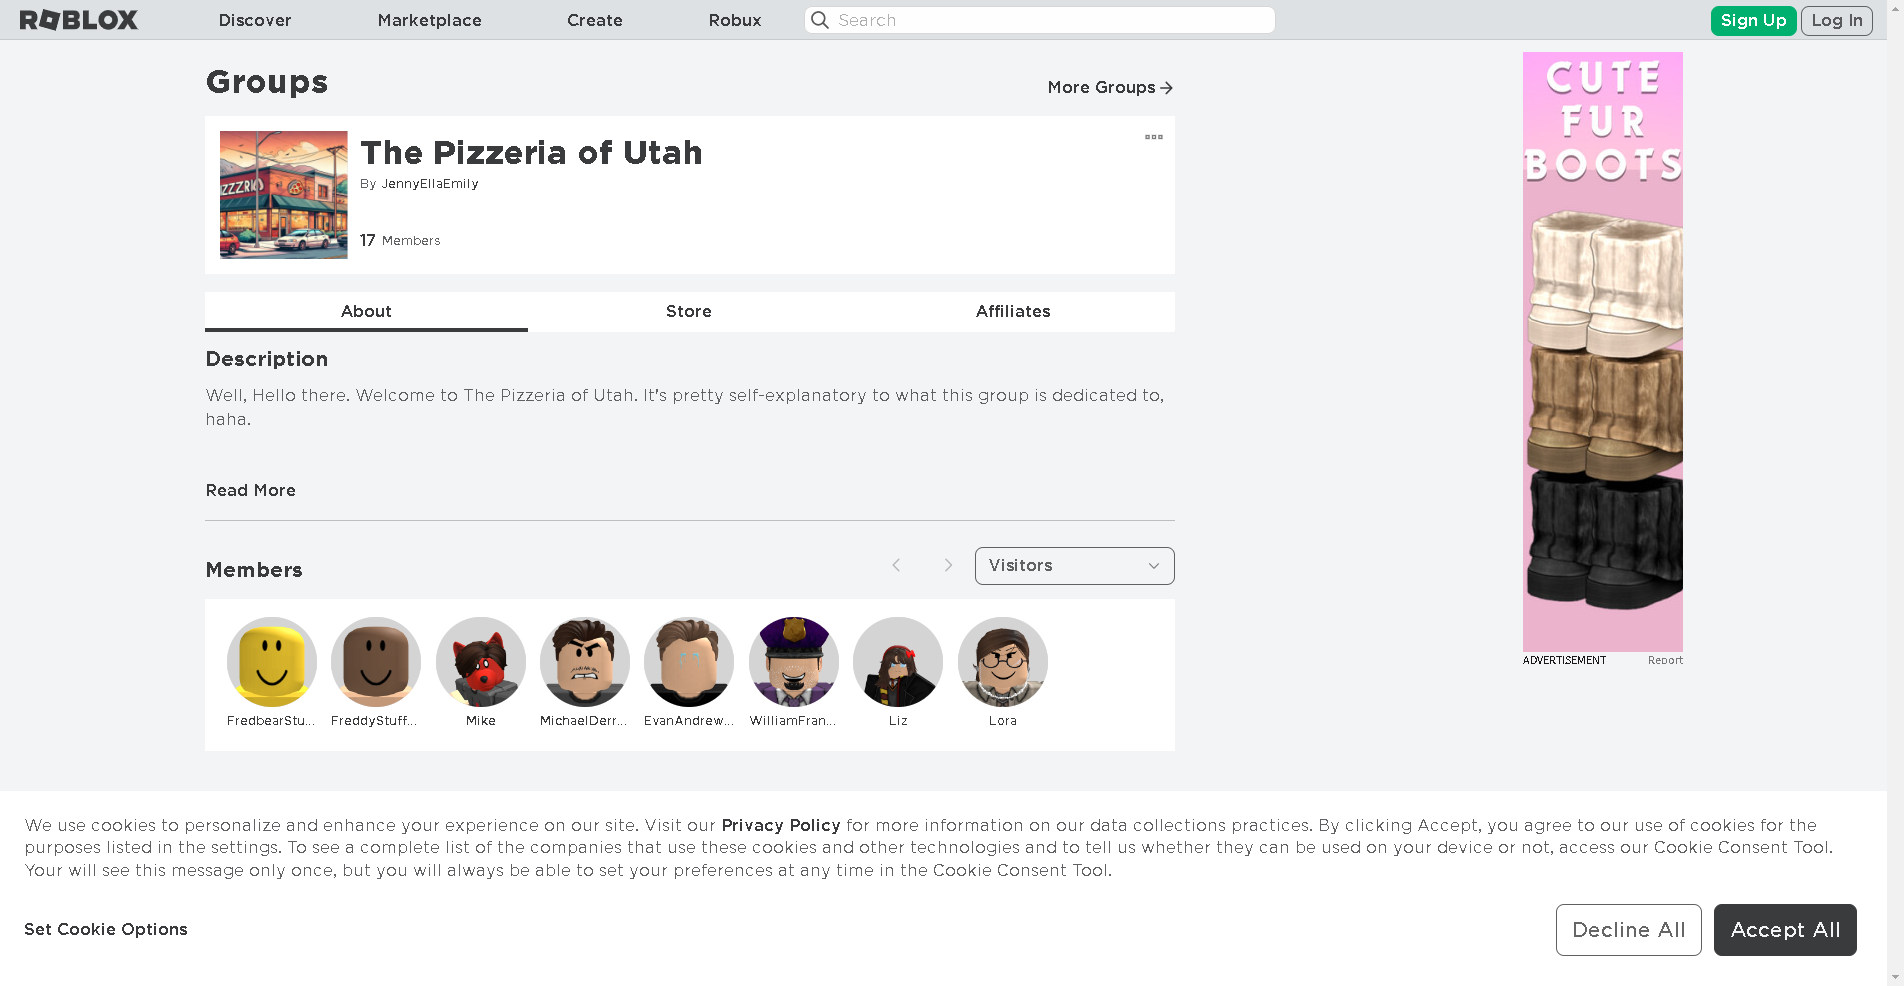 ROBLOX
Discover
Marketplace
Create
Robux
Search
Sign Up
Log In
Groups
More Groups
The Pizzeria of Utah
By JennyEllaEmily
17 Members
About
Store
Affiliates
Description
Well, Hello there. Welcome to The Pizzeria of Utah. It's pretty self-explanatory to what this group is dedicated to,
haha.
Read More
Members
Visitors
FredbearStu...
FreddyStuff...
Mike
MichaelDerr...
EvanAndrew...
WilliamFran...
Liz
Lora
CUTE
FUR
BOOTS
ADVERTISEMENT
Report
We use cookies to personalize and enhance your experience on our site. Visit our Privacy Policy for more information on our data collections practices. By clicking Accept, you agree to our use of cookies for the
purposes listed in the settings. To see a complete list of the companies that use these cookies and other technologies and to tell us whether they can be used on your device or not, access our Cookie Consent Tool.
Your will see this message only once, but you will always be able to set your preferences at any time in the Cookie Consent Tool.
Set Cookie Options
Decline All
Accept All